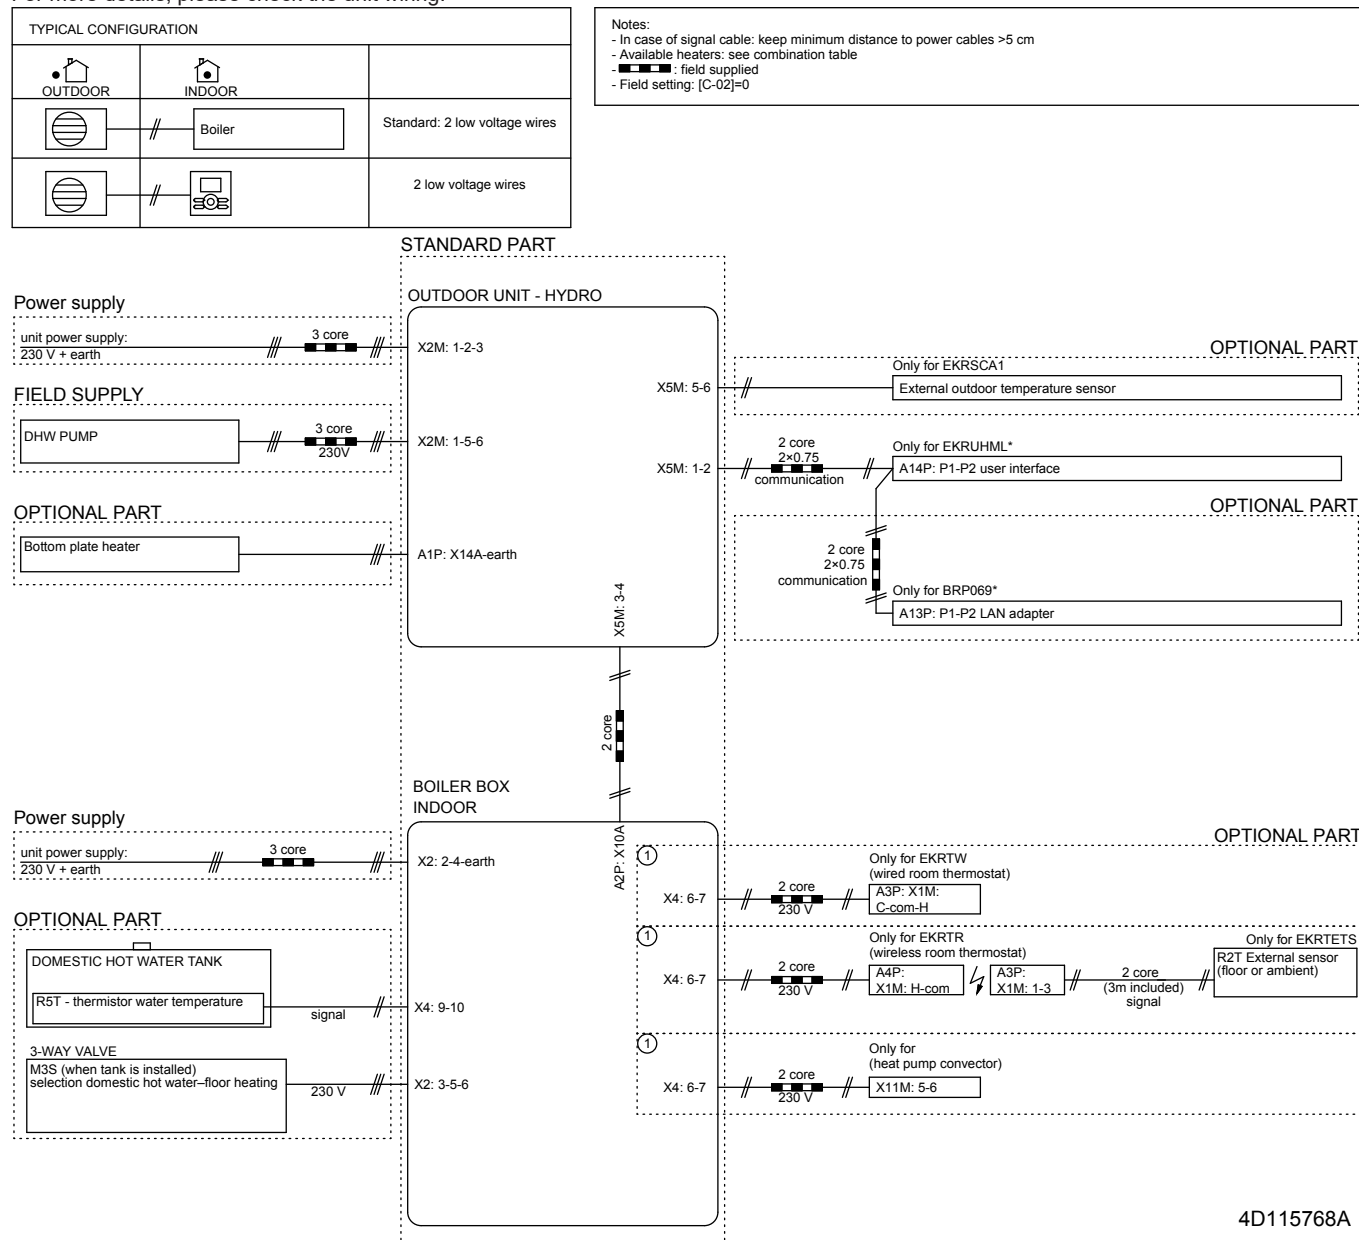 For more details, please check the unit wiring.
TYPICAL CONFIGURATION
OUTDOOR
INDOOR
Boiler
Standard: 2 low voltage wires
2 low voltage wires
Notes:
- In case of signal cable: keep minimum distance to power cables >5 cm
- Available heaters: see combination table
- : field supplied
- Field setting: [C-02]=0
STANDARD PART
Power supply
unit power supply:
230 V + earth
3 core
OUTDOOR UNIT - HYDRO
X2M: 1-2-3
FIELD SUPPLY
DHW PUMP
3 core
230V
X2M: 1-5-6
OPTIONAL PART
Bottom plate heater
A1P: X14A-earth
X5M: 3-4
X5M: 5-6
OPTIONAL PART
Only for EKRSCA1
External outdoor temperature sensor
X5M: 1-2
2 core
2×0.75
communication
Only for EKRUHML*
A14P: P1-P2 user interface
OPTIONAL PART
2 core
2×0.75
communication
Only for BRP069*
A13P: P1-P2 LAN adapter
2 core
BOILER BOX
INDOOR
A2P: X10A
Power supply
unit power supply:
230 V + earth
3 core
X2: 2-4-earth
OPTIONAL PART
DOMESTIC HOT WATER TANK
R5T - thermistor water temperature
signal
X4: 9-10
3-WAY VALVE
M3S (when tank is installed)
selection domestic hot water–floor heating
230 V
X2: 3-5-6
OPTIONAL PART
1
X4: 6-7
2 core
230 V
Only for EKRTW
(wired room thermostat)
A3P: X1M:
C-com-H
1
X4: 6-7
2 core
230 V
Only for EKRTR
(wireless room thermostat)
A4P:
X1M: H-com
A3P:
X1M: 1-3
2 core
(3m included)
signal
Only for EKRTETS
R2T External sensor
(floor or ambient)
1
X4: 6-7
2 core
230 V
Only for
(heat pump convector)
X11M: 5-6
4D115768A